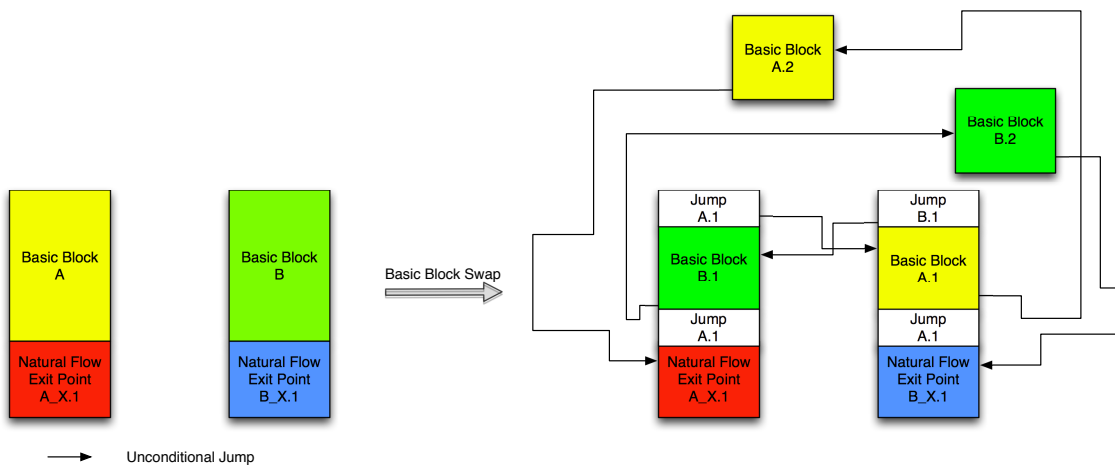 Basic Block
A.2
Basic Block
B.2
Basic Block
A
Natural Flow
Exit Point
A_X.1
Basic Block
B
Natural Flow
Exit Point
B_X.1
Basic Block Swap
Jump
A.1
Basic Block
B.1
Jump
A.1
Natural Flow
Exit Point
A_X.1
Jump
B.1
Basic Block
A.1
Jump
A.1
Natural Flow
Exit Point
B_X.1
Unconditional Jump